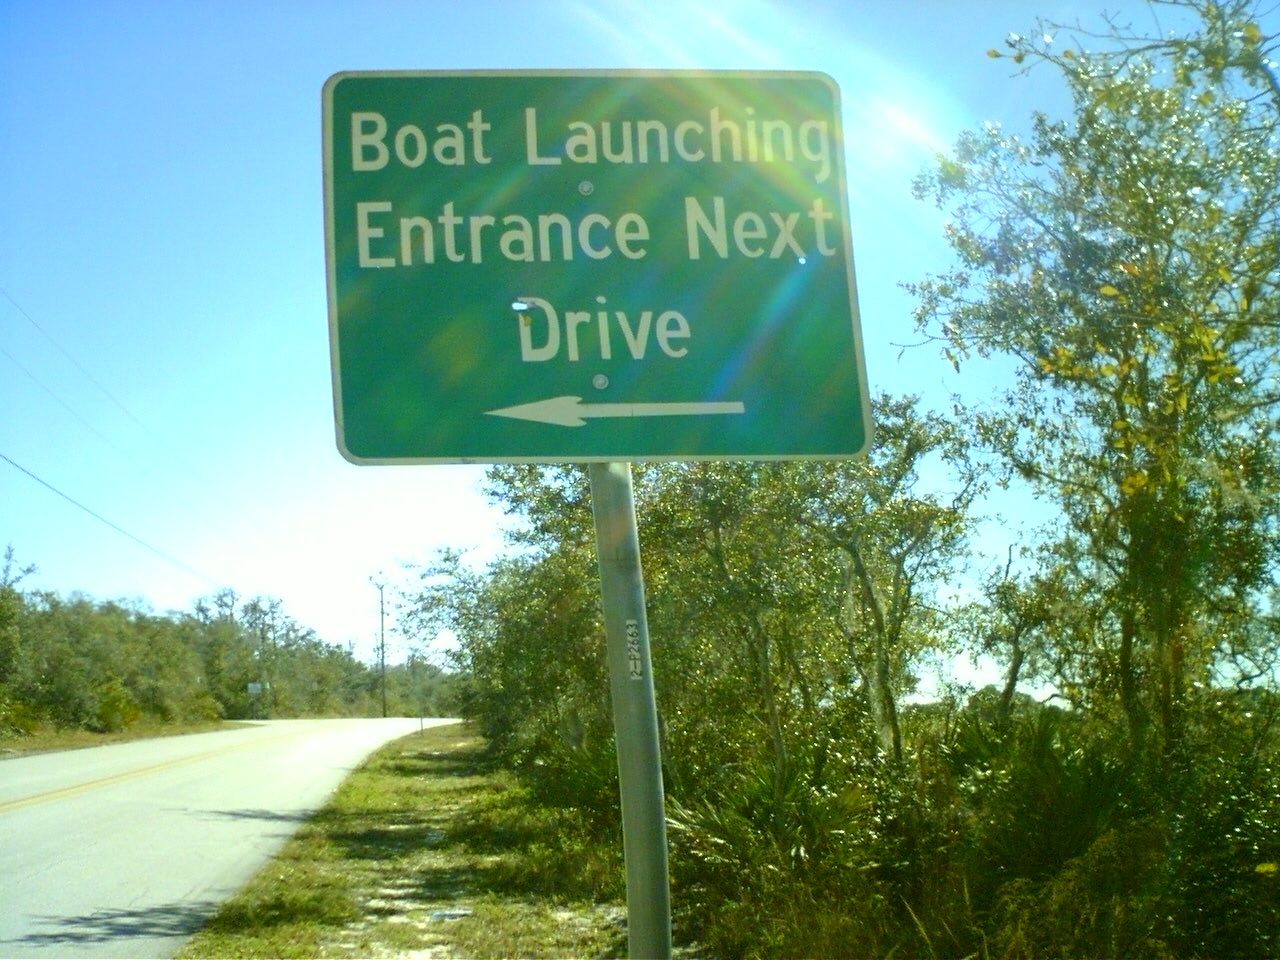 Boat Launching
Entrance Next
Drive